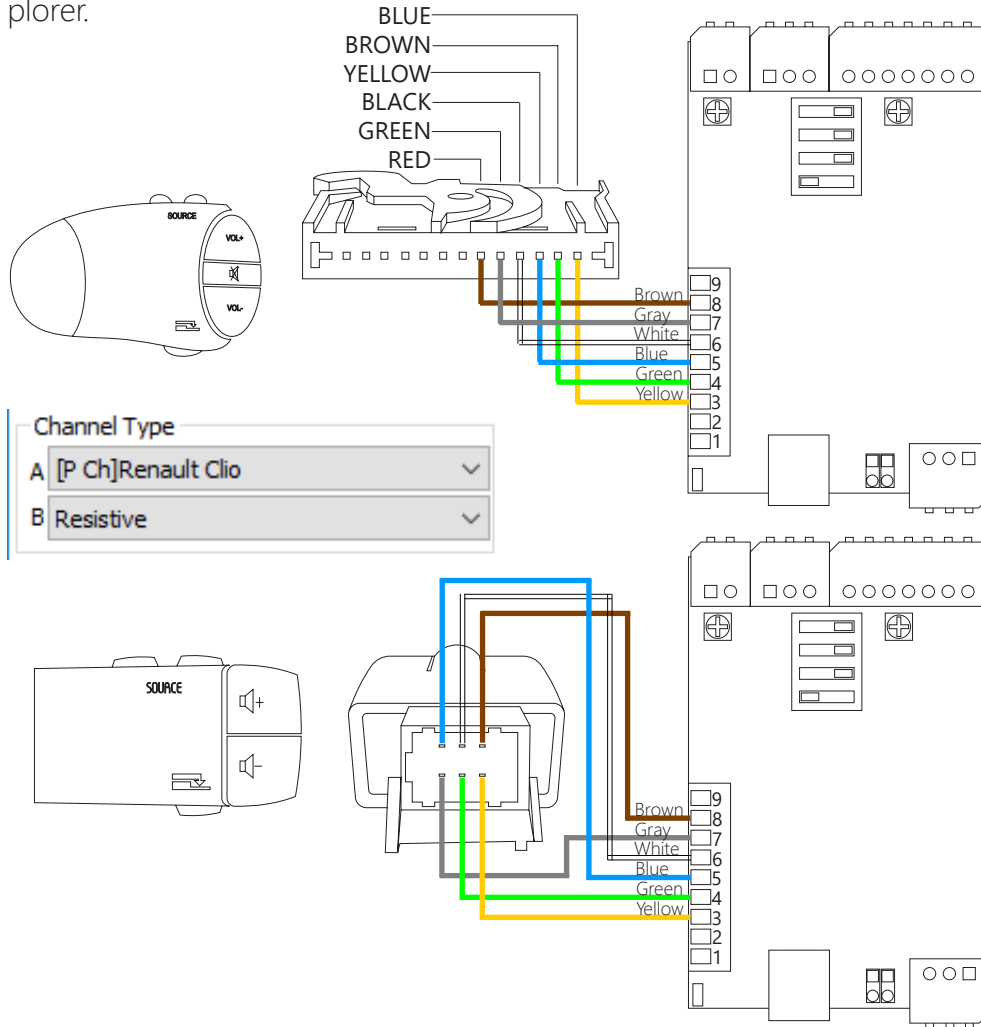 plorer.
BLUE
BROWN
YELLOW
BLACK
GREEN
RED
SOURCE
VOL+
VOL-
Brown
Gray
White
Blue
Green
Yellow
9
8
7
6
5
4
3
2
1
Channel Type
A [P Ch]Renault Clio
B Resistive
SOURCE
+
-
Brown
Gray
White
Blue
Green
Yellow
9
8
7
6
5
4
3
2
1